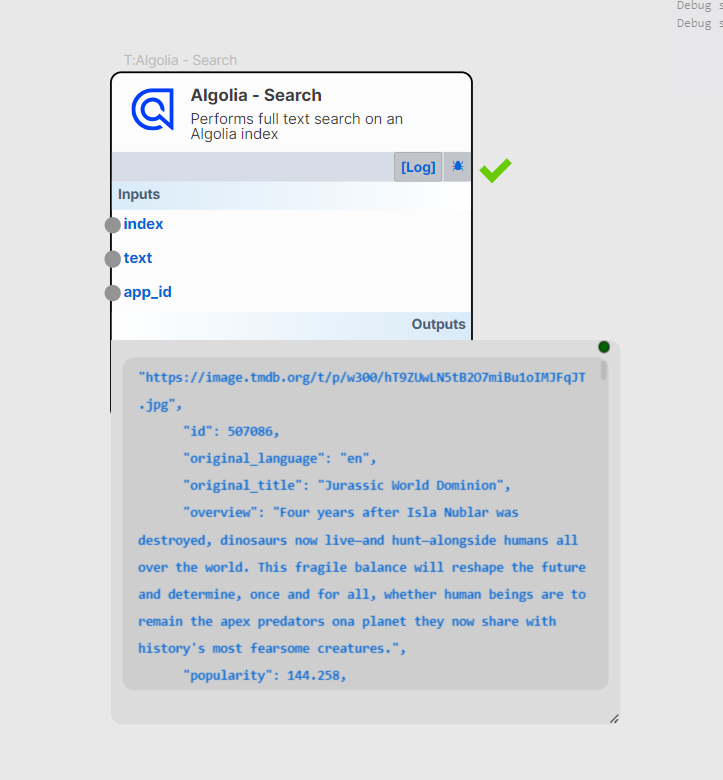 Debug s
Debug s
T:Algolia - Search
Algolia - Search
Performs full text search on an
Algolia index
[Log]
Inputs
index
text
app_id
Outputs
"https://image.tmdb.org/t/p/w300/hT9ZUwLN5tB2O7miBu1oIMJFqJT
.jpg",
"id": 507086,
"original_language": "en",
"original_title": "Jurassic World Dominion",
"overview": "Four years after Isla Nublar was
destroyed, dinosaurs now live—and hunt—alongside humans all
over the world. This fragile balance will reshape the future
and determine, once and for all, whether human beings are to
remain the apex predators ona planet they now share with
history's most fearsome creatures.",
"popularity": 144.258,